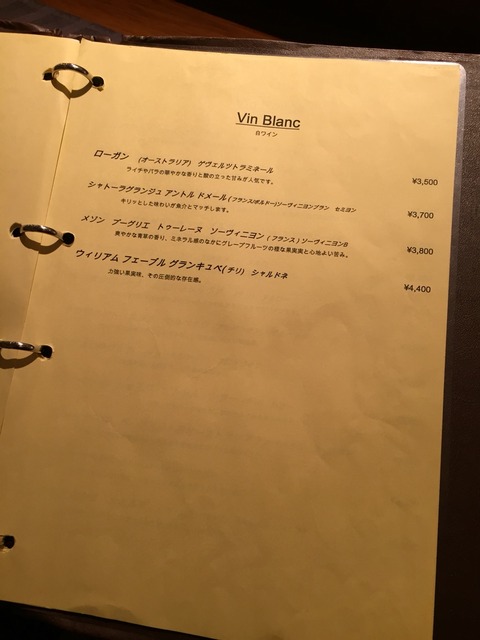 Vin Blanc
白ワイン
ローガン (オーストラリア) ゲヴェルツトラミネール
ライチやバラの華やかな香りと酸の立った甘みが人気です。 ¥3,500
シャトーラグランジュ アントル ドメール(フランス/ボルドー)ソーヴィニヨンブラン セミヨン
キリッとした味わいが魚介とマッチします。 ¥3,700
メゾン ブーグリエ トゥーレーヌ ソーヴィニヨン (フランス) ソーヴィニヨンB
爽やかな青草の香り、ミネラル感のなかにグレープフルーツの様な果実実と心地よい苦み。 ¥3,800
ウィリアム フェーブル グランキュベ(チリ) シャルドネ
力強い果実味、その圧倒的な存在感。 ¥4,400